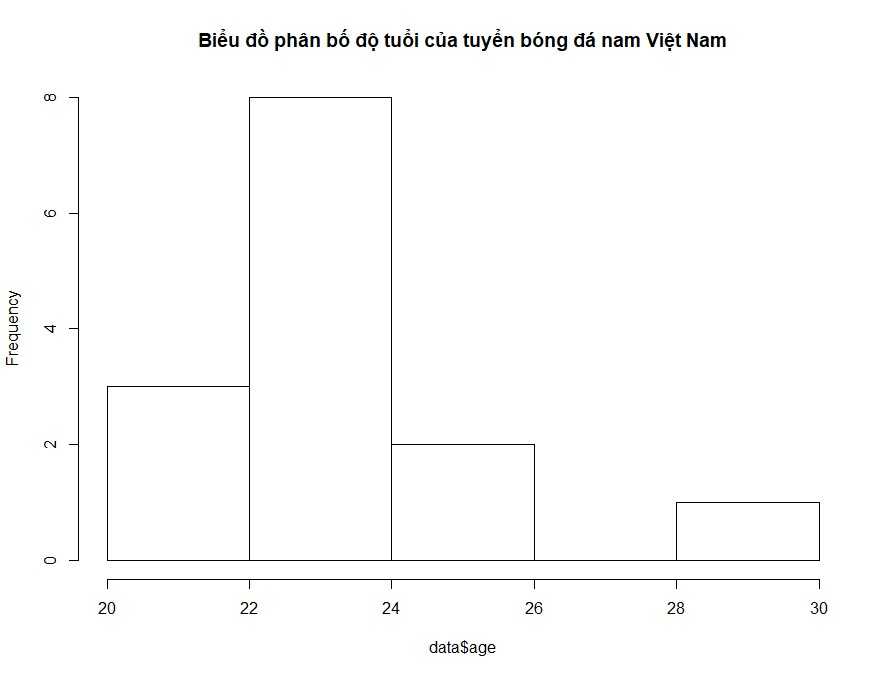 Biểu đồ phân bố độ tuổi của tuyển bóng đá nam Việt Nam
8
6
4
2
0
Frequency
20 22 24 26 28 30
data$age